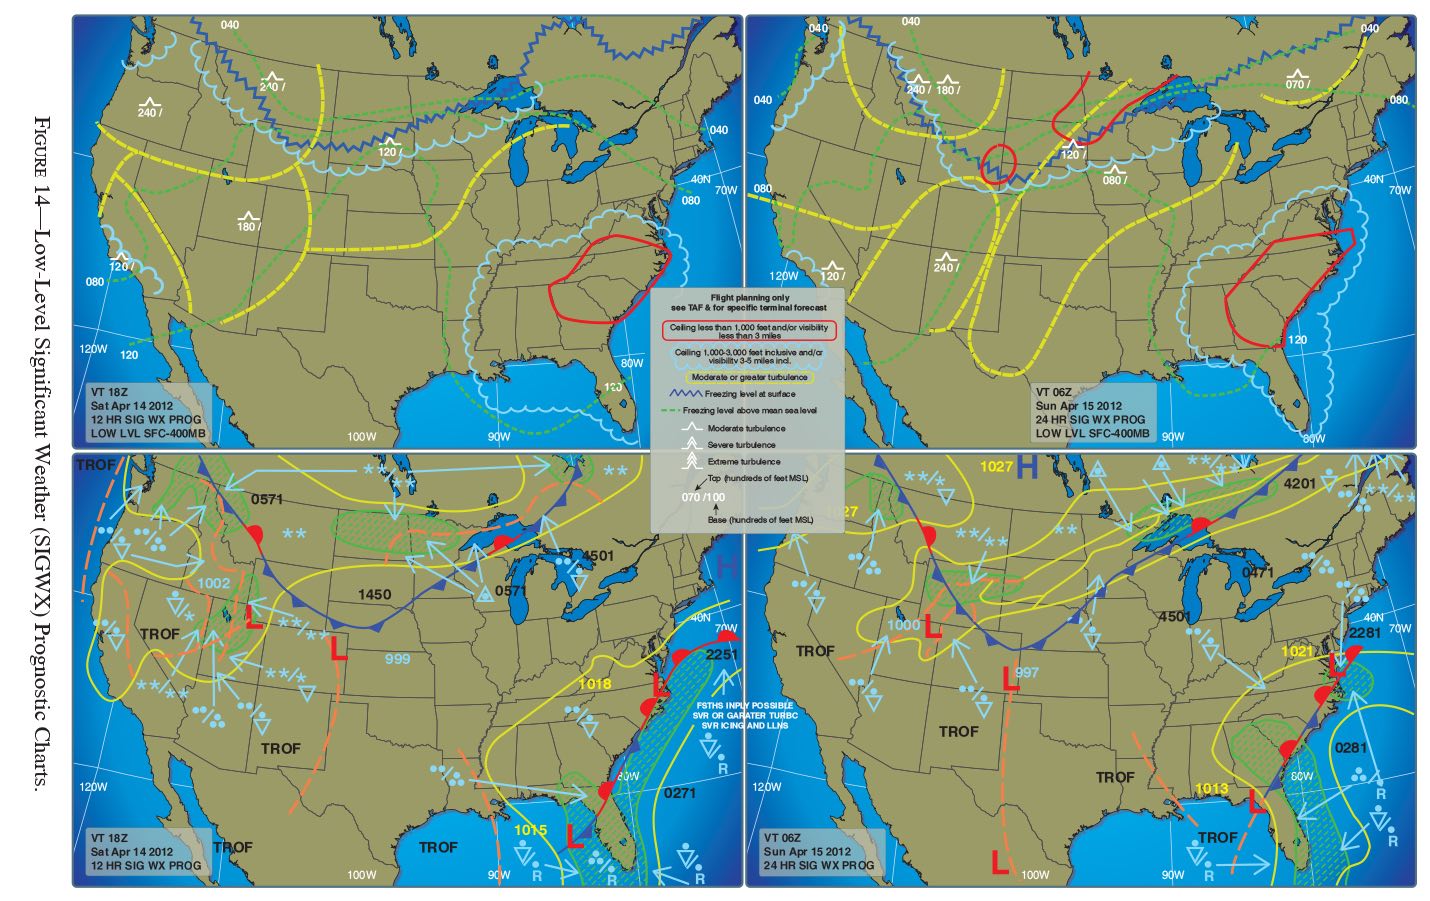 FIGURE 14—Low-Level Significant Weather (SIGWX) Prognostic Charts.
040
240 /
240 /
120 /
040
40N
70W
080
180 /
120 /
080
120W
120
80W
120
VT 18Z
Sat Apr 14 2012
12 HR SIG WX PROG
LOW LVL SFC-400MB
100W
90W
040
040
040
240 /
180 /
070 /
040
080
120 /
080 /
40N
70W
080
240 /
120W
120 /
120
VT 06Z
Sun Apr 15 2012
24 HR SIG WX PROG
LOW LVL SFC-400MB
90W
80W
Flight planning only
see TAF & for specific terminal forecast
Ceiling less than 1,000 feet and/or visibility
less than 3 miles
Ceiling 1,000-3,000 feet inclusive and/or
visibility 3-5 miles incl.
Moderate or greater turbulence
Freezing level at surface
Freezing level above mean sea level
Moderate turbulence
Severe turbulence
Extreme turbulence
Top (hundreds of feet MSL)
070 /100
Base (hundreds of feet MSL)
TROF
0571
4501
H
1002
1450
0571
L
TROF
L
999
40N
70W
2251
1018
L
FSTHS INPLY POSSIBLE
SVR OR GARATER TURBC
SVR ICING AND LLNS
TROF
R
80W
120W
0271
1015
L
VT 18Z
Sat Apr 14 2012
12 HR SIG WX PROG
TROF
TROF
R
R
R
100W
90W
1027
H
4201
1027
0471
1000
L
4501
40N
70W
2281
TROF
1021
L
L
997
TROF
0281
TROF
80W
R
120W
1013
L
R
VT 06Z
Sun Apr 15 2012
24 HR SIG WX PROG
TROF
L
R
100W
90W